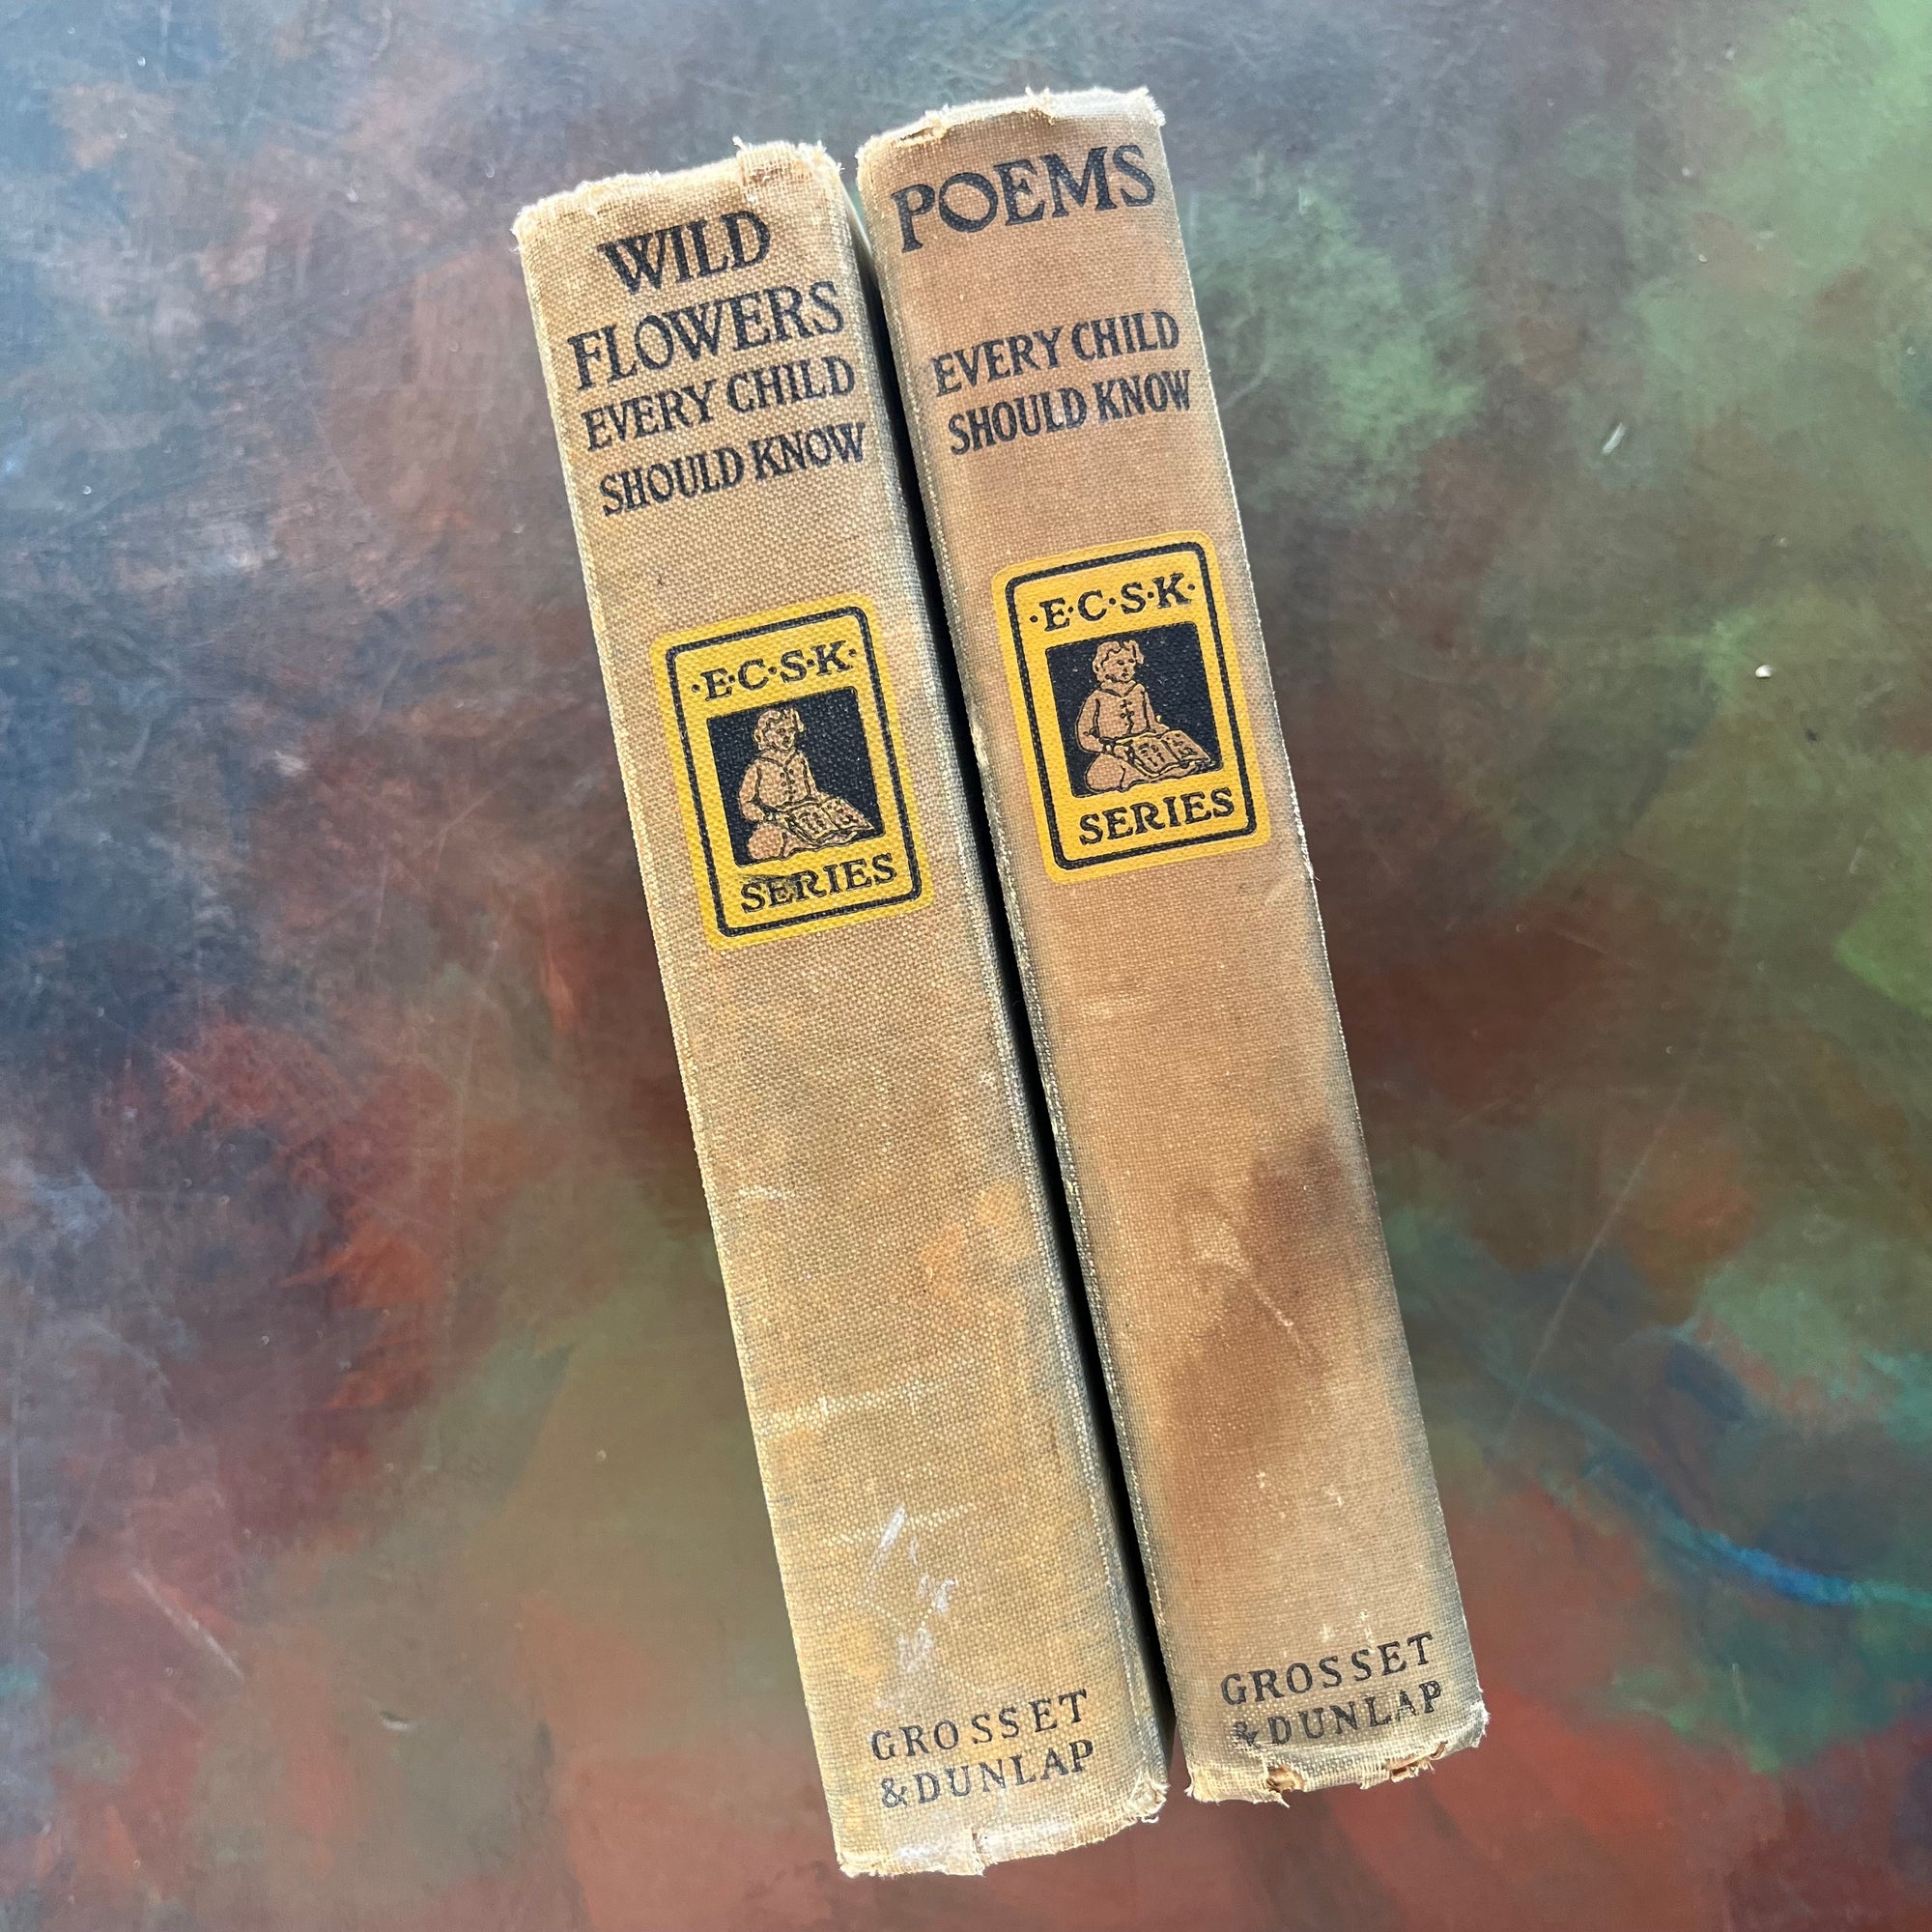 WILD
FLOWERS
EVERY CHILD
SHOULD KNOW
·E·C·S·K·
SERIES
GROSSET
&DUNLAP
POEMS
EVERY CHILD
SHOULD KNOW
·E·C·S·K·
SERIES
GROSSET
&DUNLAP